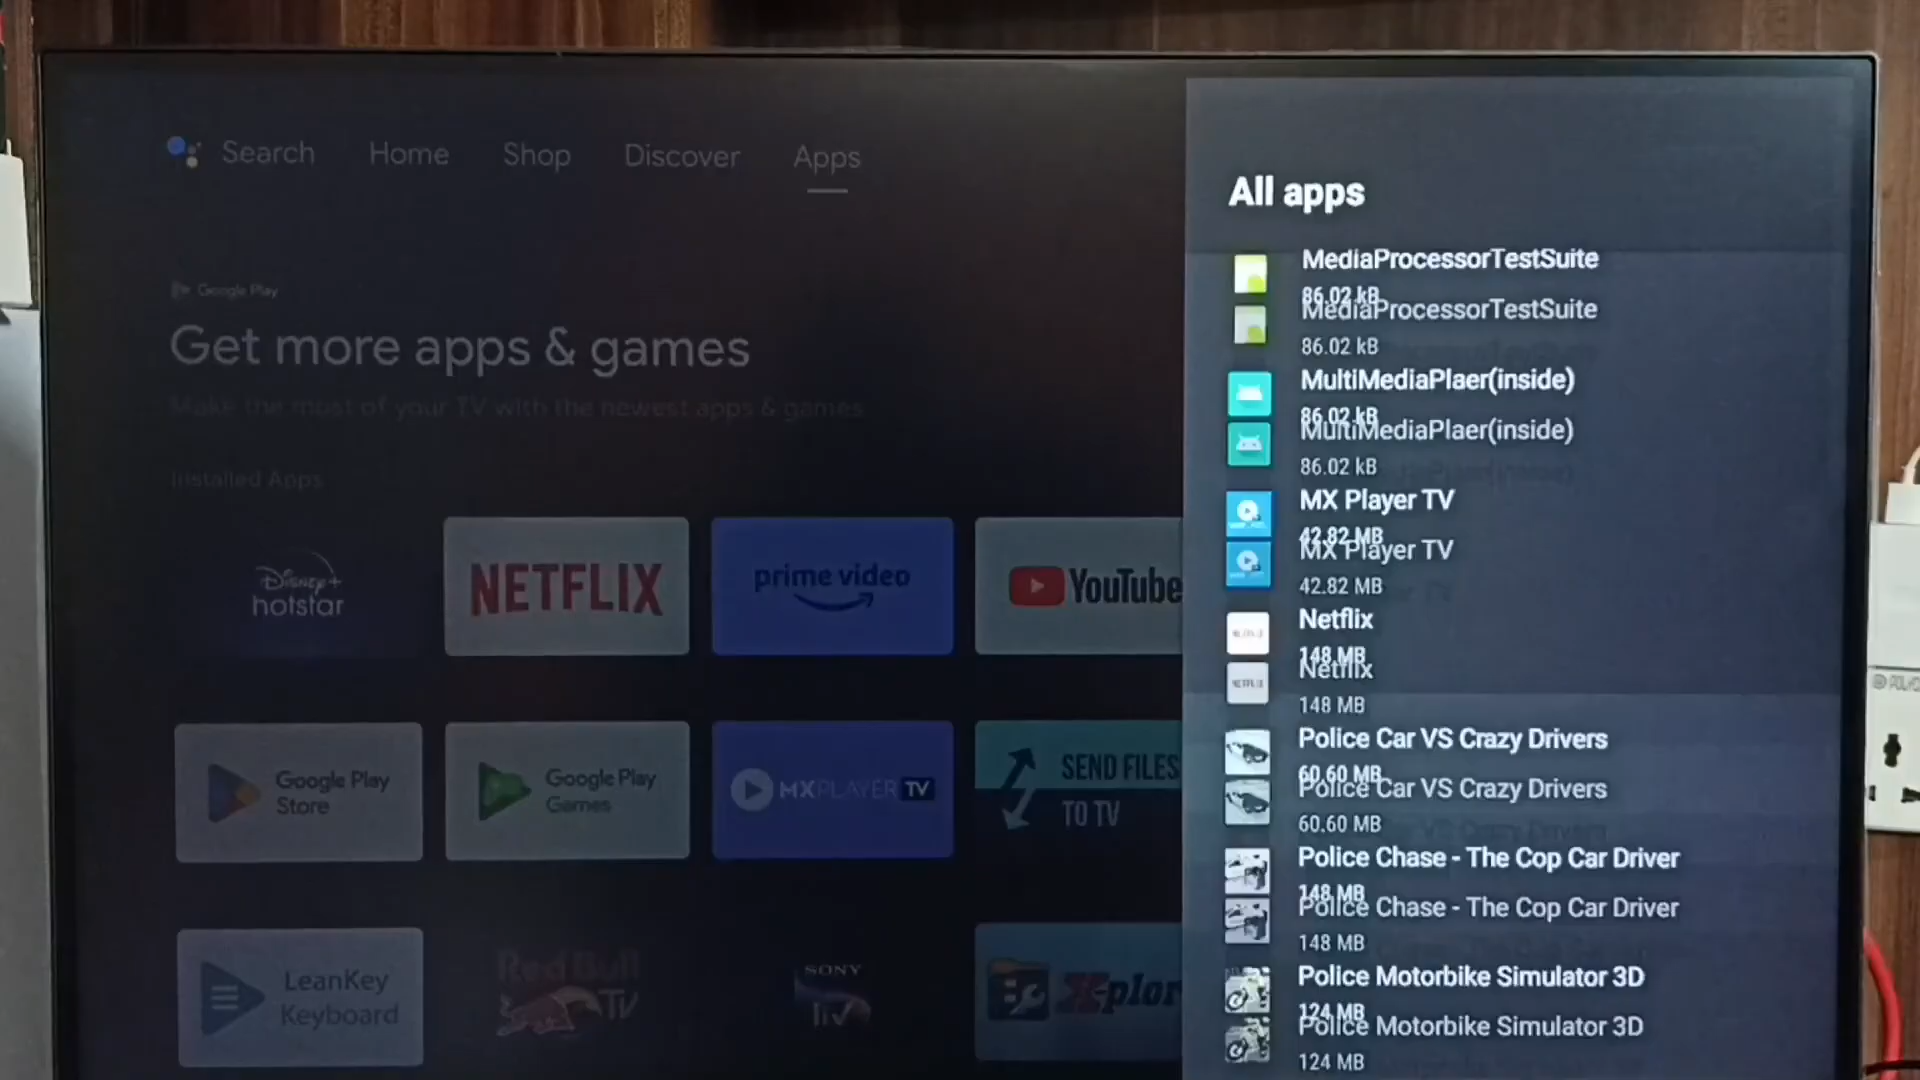 Search Home Shop Discover Apps
Google Play
Get more apps & games
Make the most of your TV with the newest apps & games
Installed Apps
Disney+
hotstar
NETFLIX
prime video
YouTube
Google Play
Store
Google Play
Games
MXPLAYER TV
SEND FILES
TO TV
LeanKey
Keyboard
Red Bull
TV
SONY
liv
X-plor
All apps
MediaProcessorTestSuite
86.02 kB
MediaProcessorTestSuite
86.02 kB
MultiMediaPlaer(inside)
86.02 kB
MultiMediaPlaer(inside)
86.02 kB
MX Player TV
42.82 MB
MX Player TV
42.82 MB
Netflix
148 MB
Netflix
148 MB
Police Car VS Crazy Drivers
60.60 MB
Police Car VS Crazy Drivers
60.60 MB
Police Chase - The Cop Car Driver
148 MB
Police Chase - The Cop Car Driver
148 MB
Police Motorbike Simulator 3D
124 MB
Police Motorbike Simulator 3D
124 MB